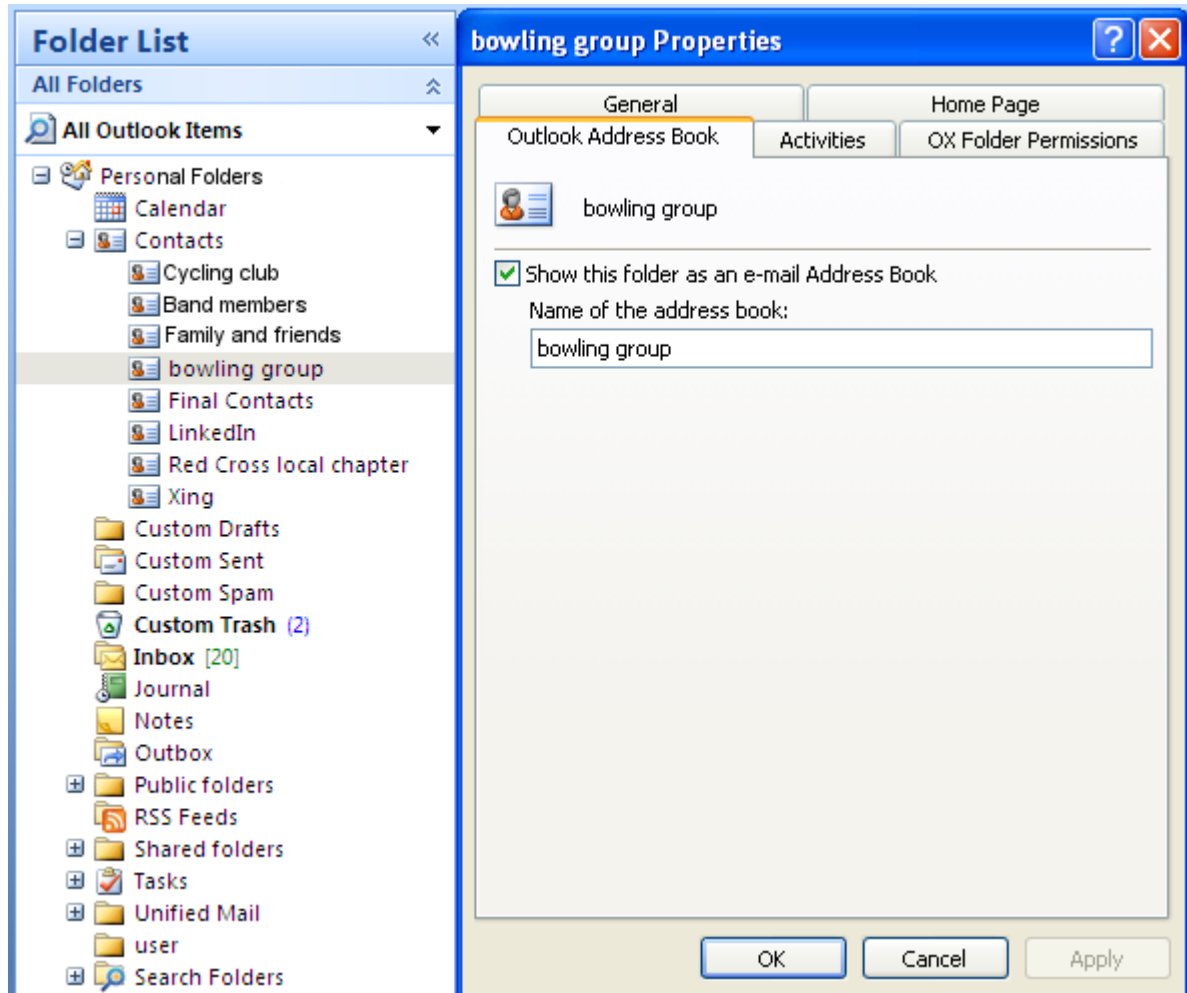 Folder List
All Folders
All Outlook Items
Personal Folders
Calendar
Contacts
Cycling club
Band members
Family and friends
bowling group
Final Contacts
LinkedIn
Red Cross local chapter
Xing
Custom Drafts
Custom Sent
Custom Spam
Custom Trash (2)
Inbox [20]
Journal
Notes
Outbox
Public folders
RSS Feeds
Shared folders
Tasks
Unified Mail
user
Search Folders
bowling group Properties
General
Home Page
Outlook Address Book
Activities
OX Folder Permissions
bowling group
Show this folder as an e-mail Address Book
Name of the address book:
bowling group
OK
Cancel
Apply